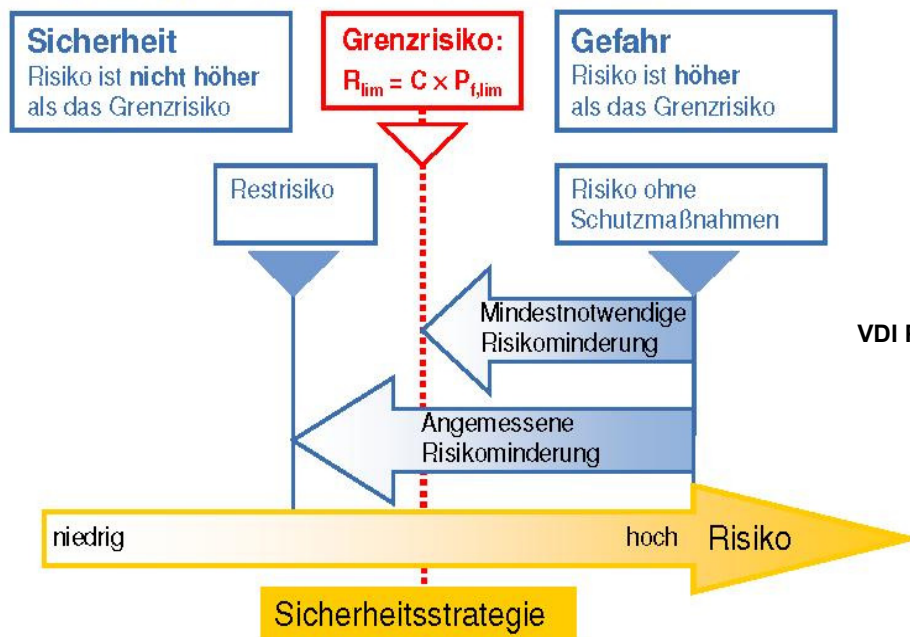 Sicherheit
Risiko ist nicht höher
als das Grenzrisiko
Grenzrisiko:
R_lim = C × P_f,lim
Gefahr
Risiko ist höher
als das Grenzrisiko
Restrisiko
Risiko ohne
Schutzmaßnahmen
Mindestnotwendige
Risikominderung
VDI
Angemessene
Risikominderung
niedrig
hoch
Risiko
Sicherheitsstrategie